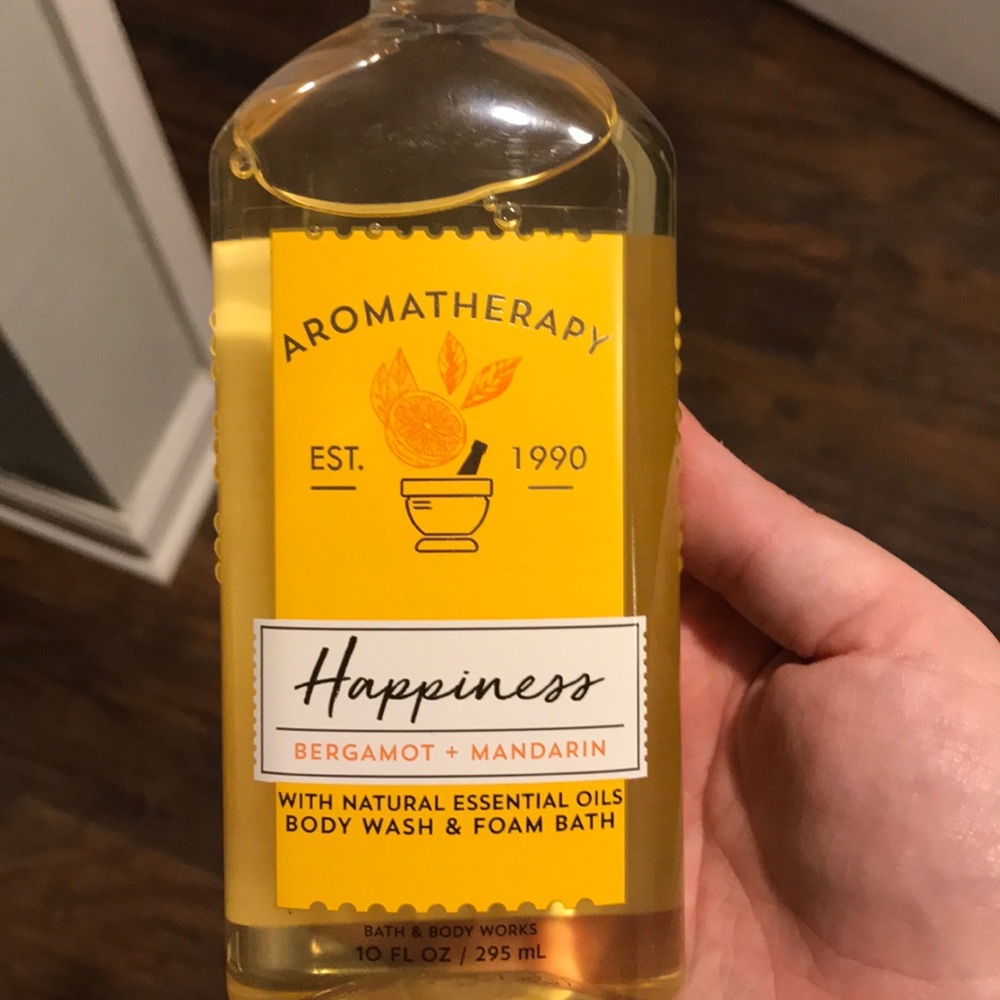 AROMATHERAPY
EST. 1990
Happiness
BERGAMOT + MANDARIN
WITH NATURAL ESSENTIAL OILS
BODY WASH & FOAM BATH
BATH & BODY WORKS
10 FL OZ / 295 mL